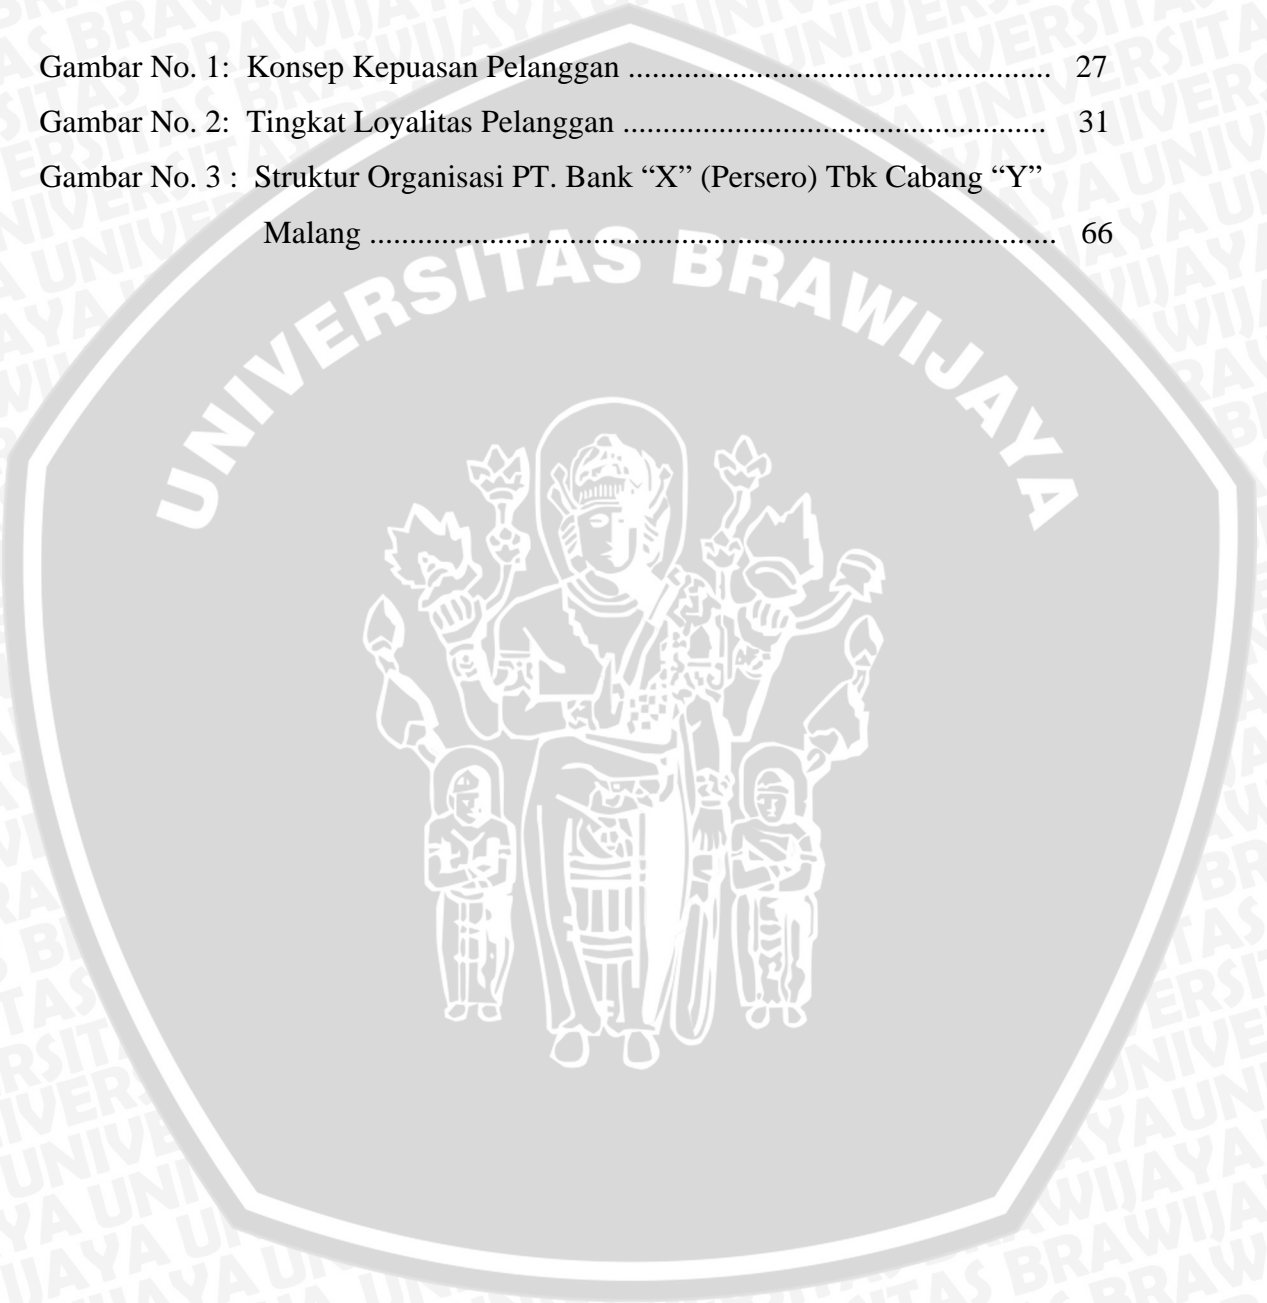 Gambar No. 1:  Konsep Kepuasan Pelanggan ..................................................... 27
Gambar No. 2:  Tingkat Loyalitas Pelanggan ..................................................... 31
Gambar No. 3 :  Struktur Organisasi PT. Bank “X” (Persero) Tbk Cabang “Y”
Malang ...................................................................................... 66
UNIVERSITAS BRAWIJAYA